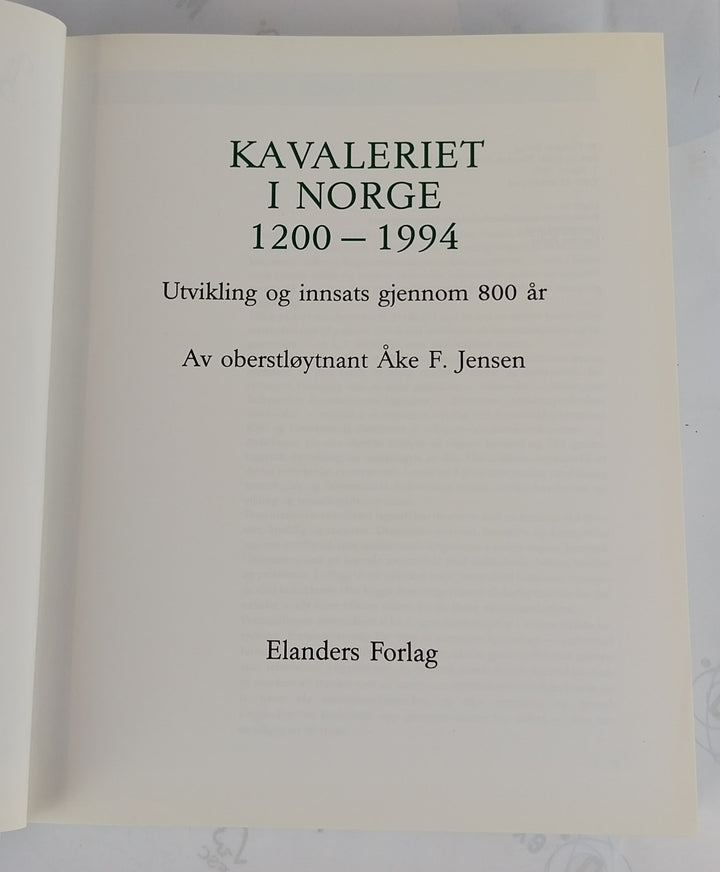 KAVALERIET
I NORGE
1200 – 1994
Utvikling og innsats gjennom 800 år
Av oberstløytnant Åke F. Jensen
Elanders Forlag